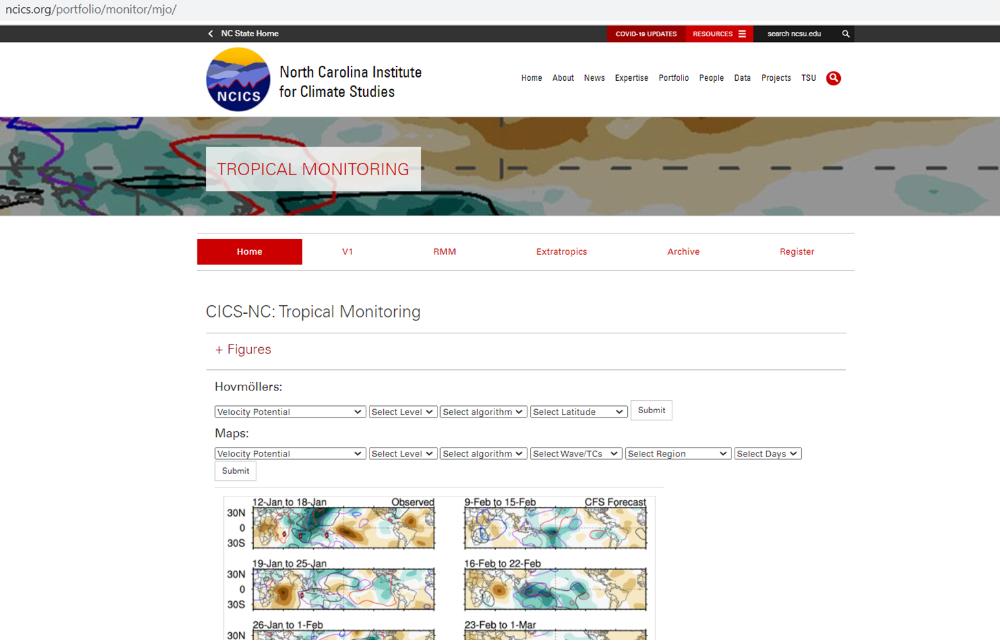 ncics.org/portfolio/monitor/mjo/
NC State Home
COVID-19 UPDATES
RESOURCES
search ncsu.edu
NCICS
North Carolina Institute
for Climate Studies
Home
About
News
Expertise
Portfolio
People
Data
Projects
TSU
TROPICAL MONITORING
Home
V1
RMM
Extratropics
Archive
Register
CICS-NC: Tropical Monitoring
+ Figures
Hovmöllers:
Velocity Potential
Select Level
Select algorithm
Select Latitude
Submit
Maps:
Velocity Potential
Select Level
Select algorithm
Select Wave/TCs
Select Region
Select Days
Submit
12-Jan to 18-Jan
Observed
9-Feb to 15-Feb
CFS Forecast
30N
0
30S
19-Jan to 25-Jan
16-Feb to 22-Feb
30N
0
30S
26-Jan to 1-Feb
23-Feb to 1-Mar
30N